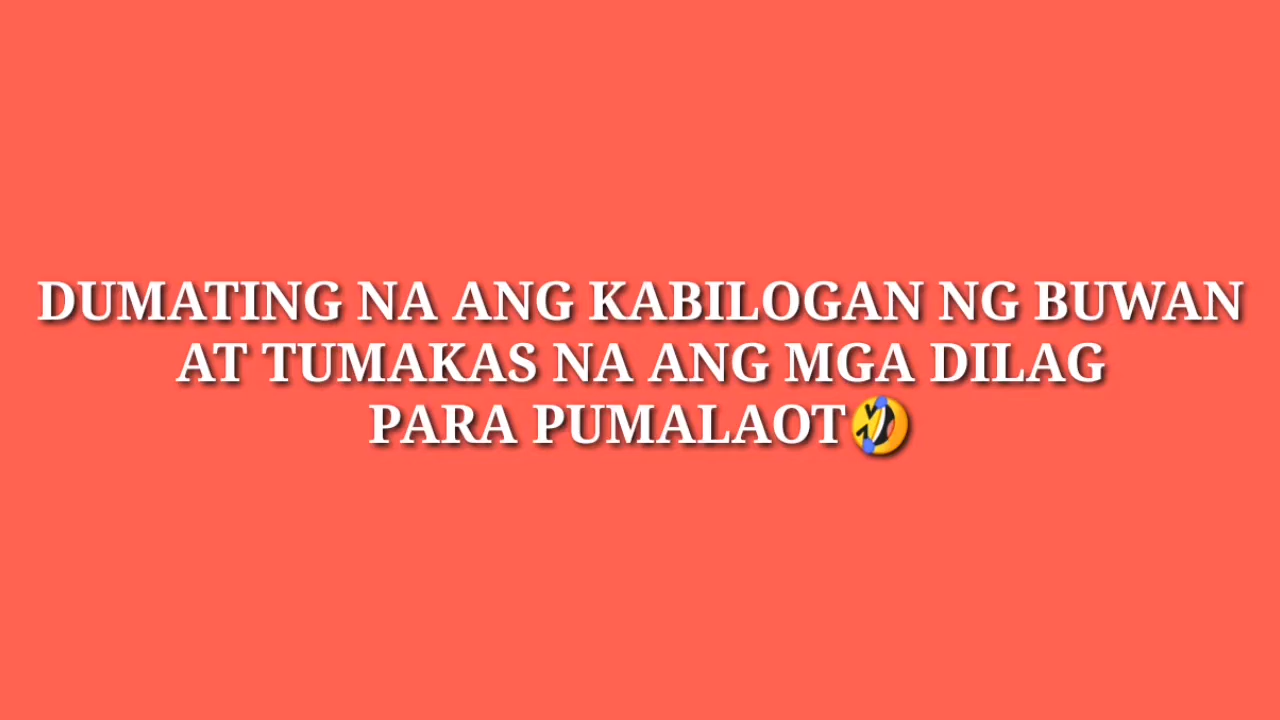 DUMATING NA ANG KABILOGAN NG BUWAN
AT TUMAKAS NA ANG MGA DILAG
PARA PUMALAOT🤣